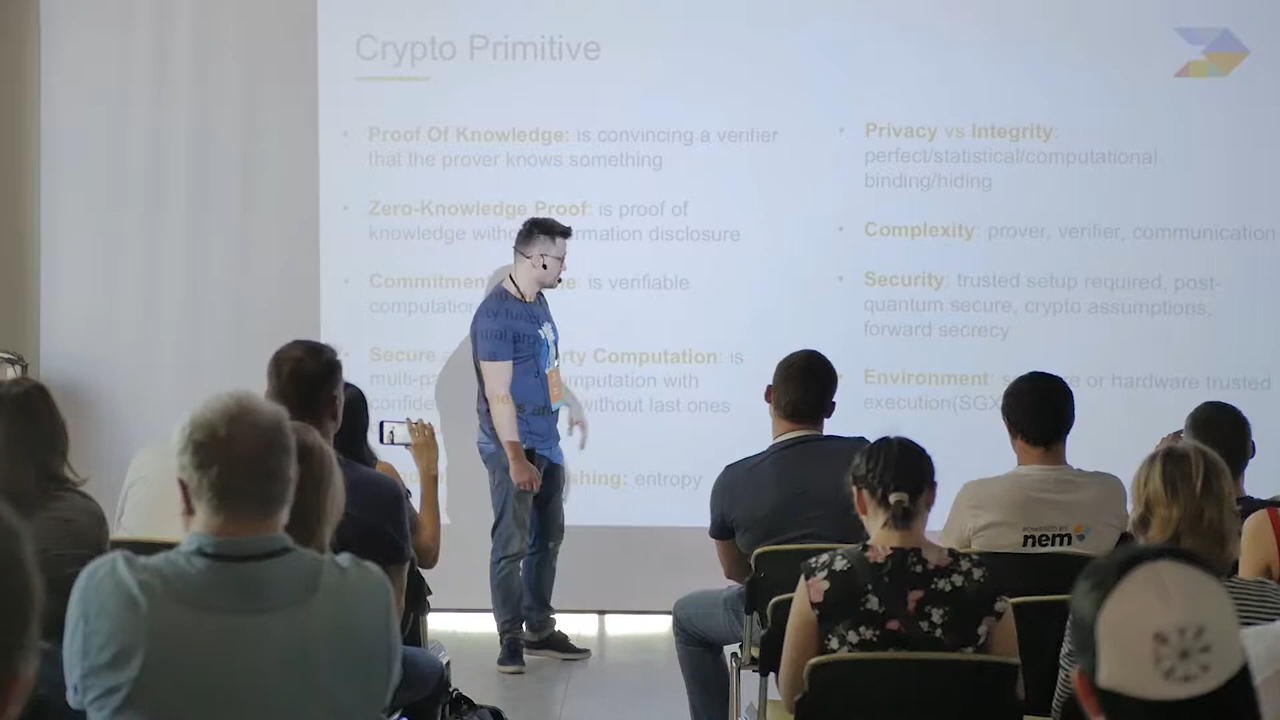 Crypto Primitive
• Proof Of Knowledge: is convincing a verifier
that the prover knows something
• Zero-Knowledge Proof: is proof of
knowledge disclosure
• is verifiable
• Secure Computation: is
with
without last ones
entropy
• Privacy vs Integrity:
perfect/statistical/computational
binding/hiding
• Complexity: prover, verifier, communication
• Security: trusted setup required, post-
quantum secure, crypto assumptions,
forward secrecy
• Environment: or hardware trusted
execution(SGX
POWERED BY
nem